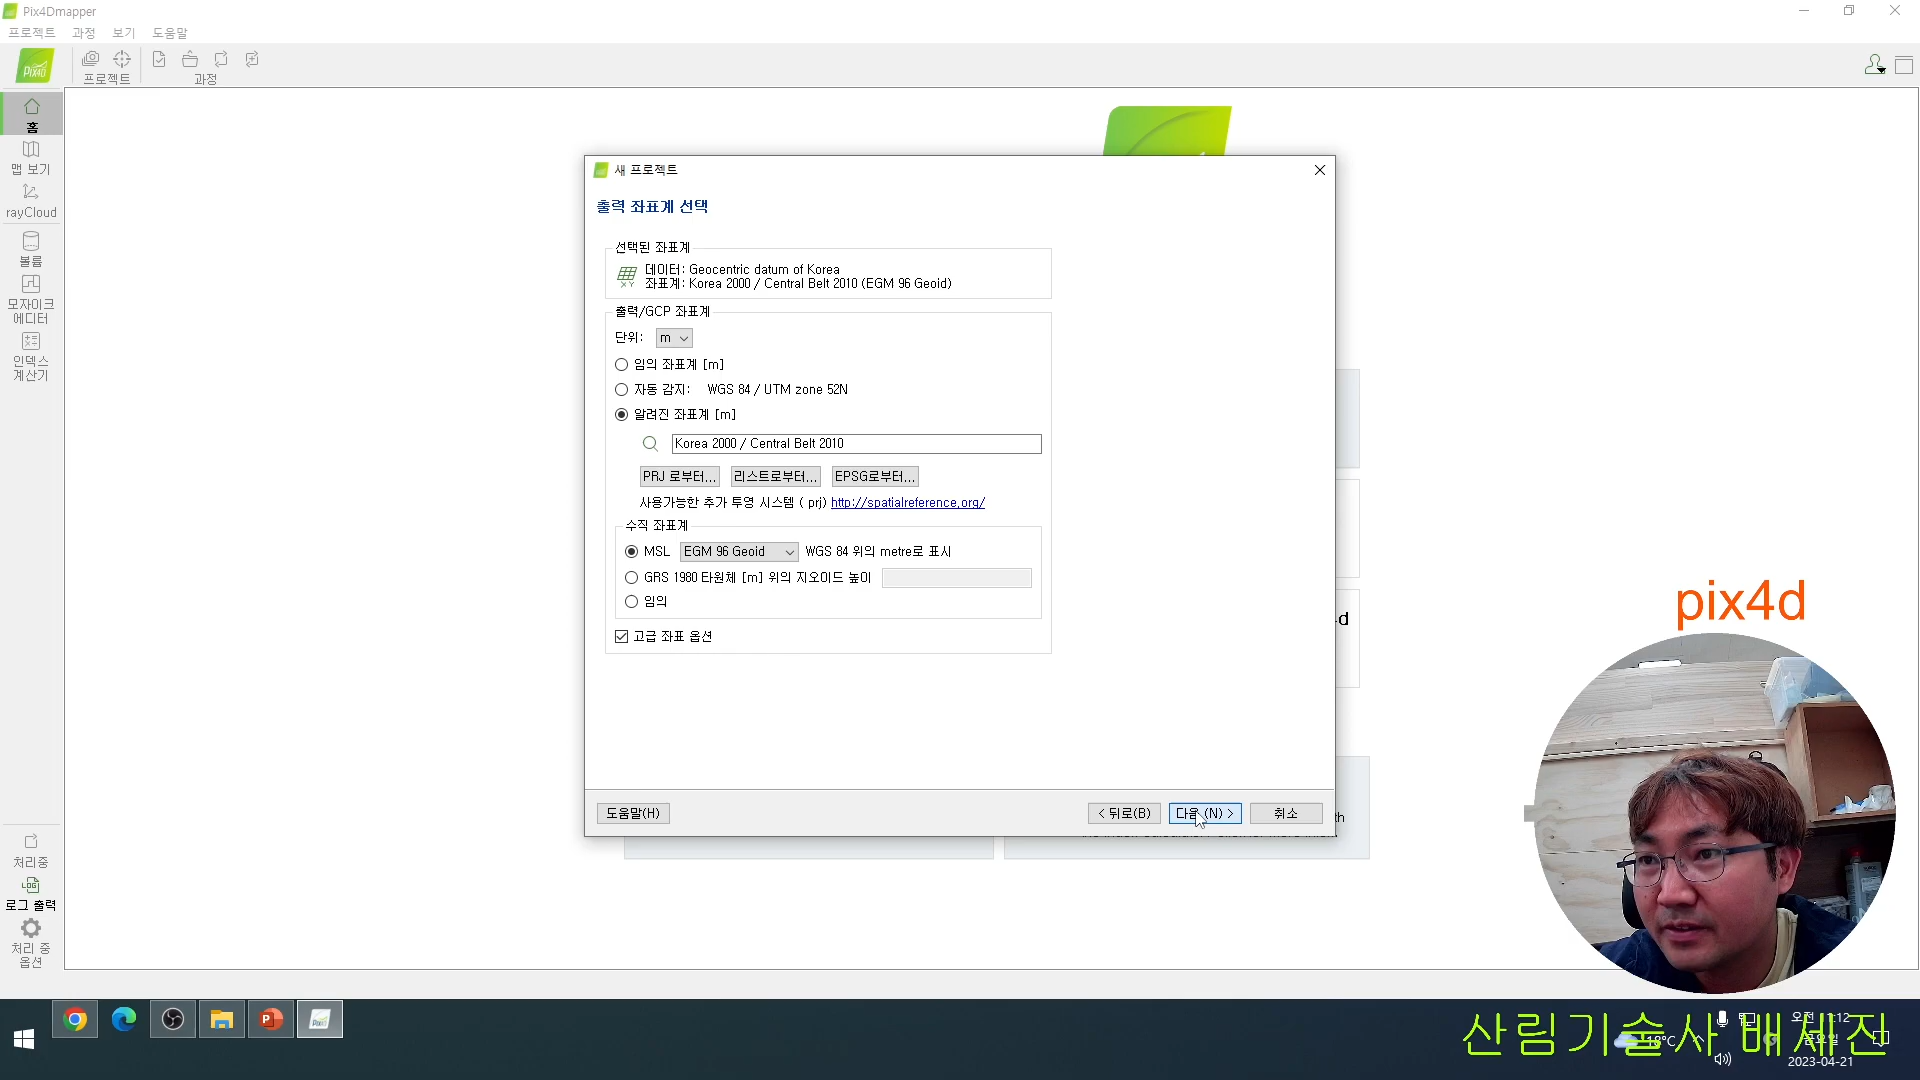 Pix4Dmapper
프로젝트 과정 보기 도움말
프로젝트 과정
홈
맵 보기
rayCloud
볼륨
모자이크
에디터
인덱스
계산기
처리중
로그 출력
처리 중
옵션
새 프로젝트
출력 좌표계 선택
선택된 좌표계
데이터: Geocentric datum of Korea
좌표계: Korea 2000 / Central Belt 2010 (EGM 96 Geoid)
출력/GCP 좌표계
단위: m
임의 좌표계 [m]
자동 감지: WGS 84 / UTM zone 52N
알려진 좌표계 [m]
Korea 2000 / Central Belt 2010
PRJ 로부터... 리스트로부터... EPSG로부터...
사용가능한 추가 투영 시스템 ( prj) http://spatialreference.org/
수직 좌표계
MSL EGM 96 Geoid WGS 84 위의 metre로 표시
GRS 1980 타원체 [m] 위의 지오이드 높이
임의
고급 좌표 옵션
도움말(H) < 뒤로(B) 다음 (N) > 취소
pix4d
산림기술사 배세진
18°C
오전 11:12
금요일
2023-04-21